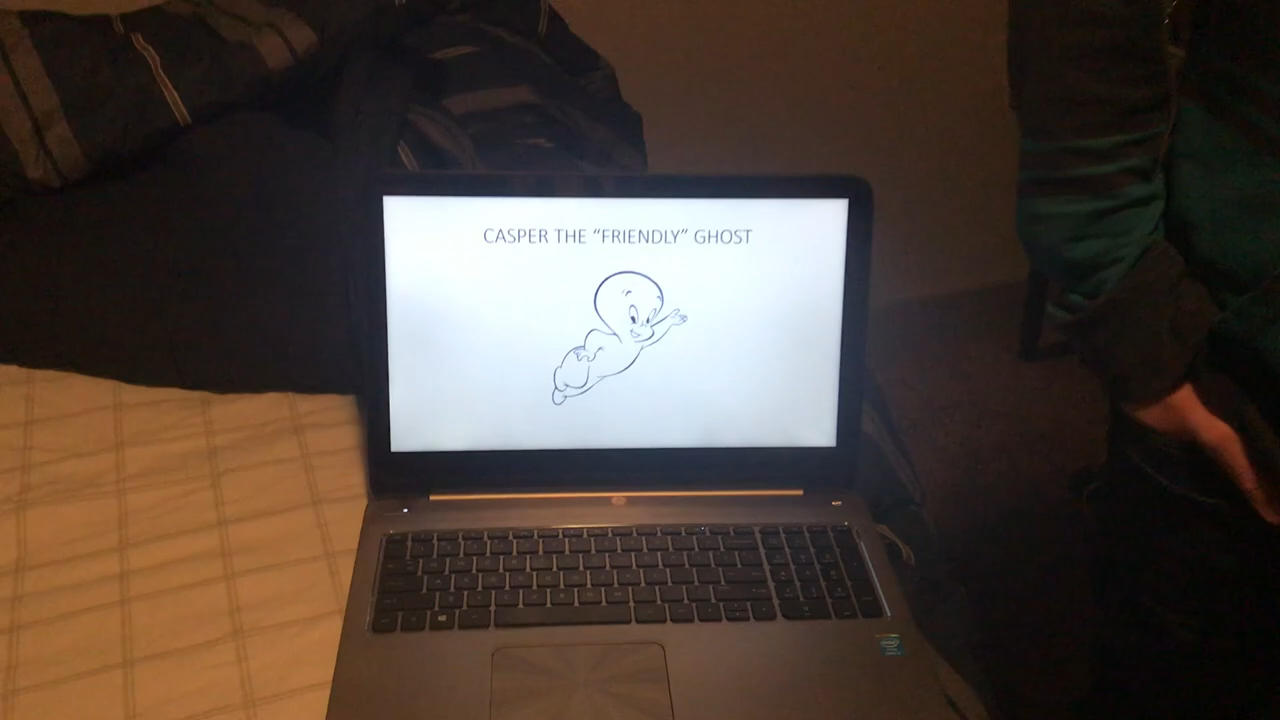 CASPER THE “FRIENDLY” GHOST